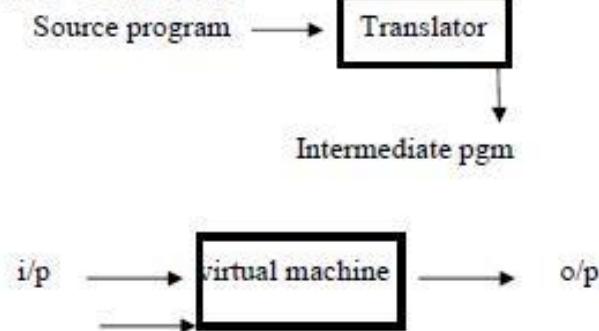 Source program Translator
Intermediate pgm
i/p virtual machine o/p